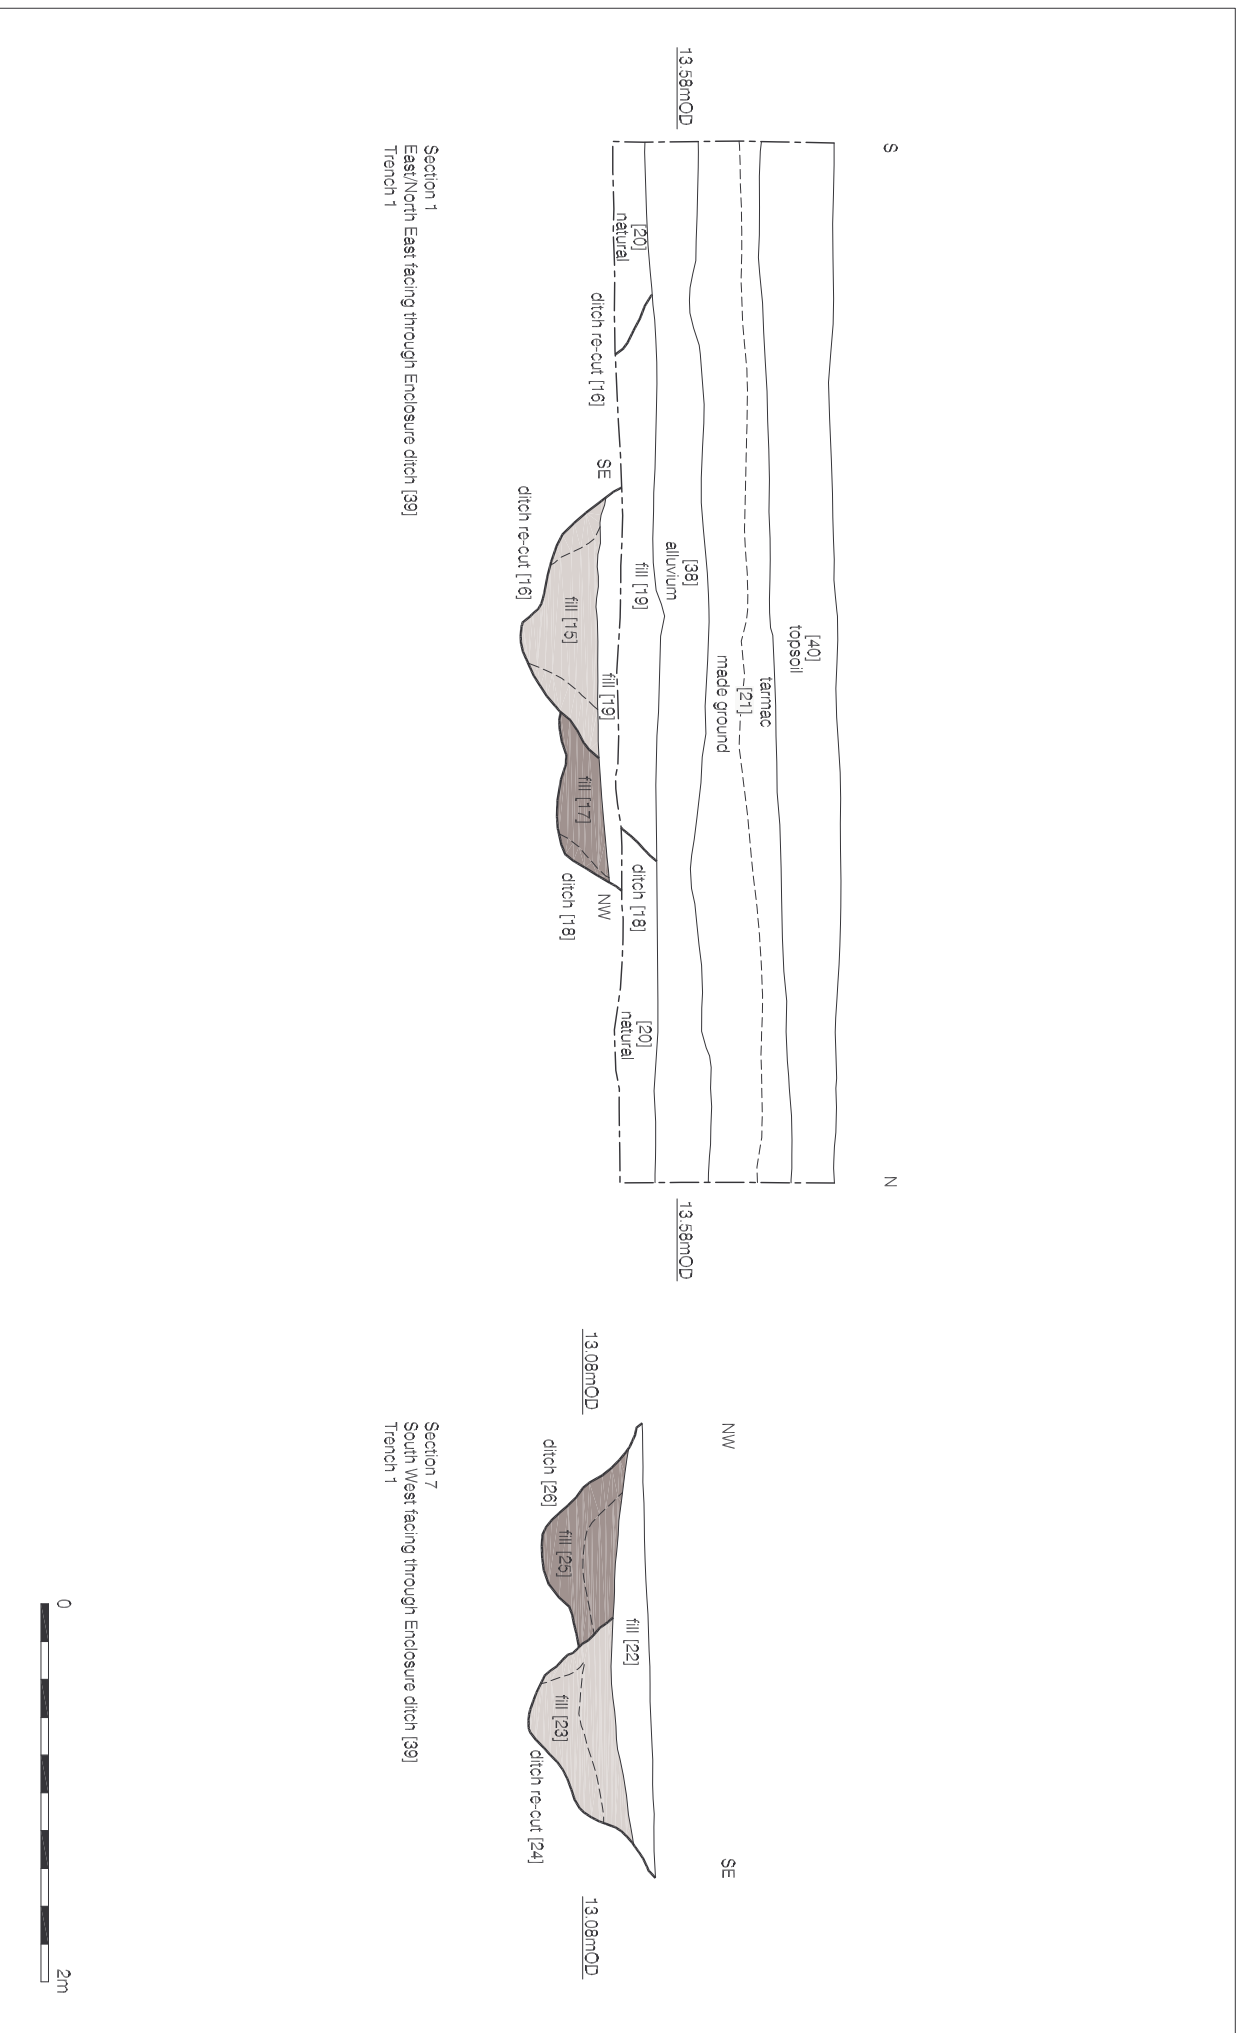 S
N
13.58mOD
13.58mOD
[40]
topsoil
tarmac
[21]
made ground
[38]
alluvium
[20]
natural
fill [19]
ditch [18]
[20]
natural
ditch re-cut [16]
SE
fill [19]
NW
fill [15]
fill [17]
ditch re-cut [16]
ditch [18]
Section 1
East/North East facing through Enclosure ditch [39]
Trench 1
NW
SE
13.08mOD
13.08mOD
fill [22]
fill [25]
fill [23]
ditch [26]
ditch re-cut [24]
Section 7
South West facing through Enclosure ditch [39]
Trench 1
0
2m